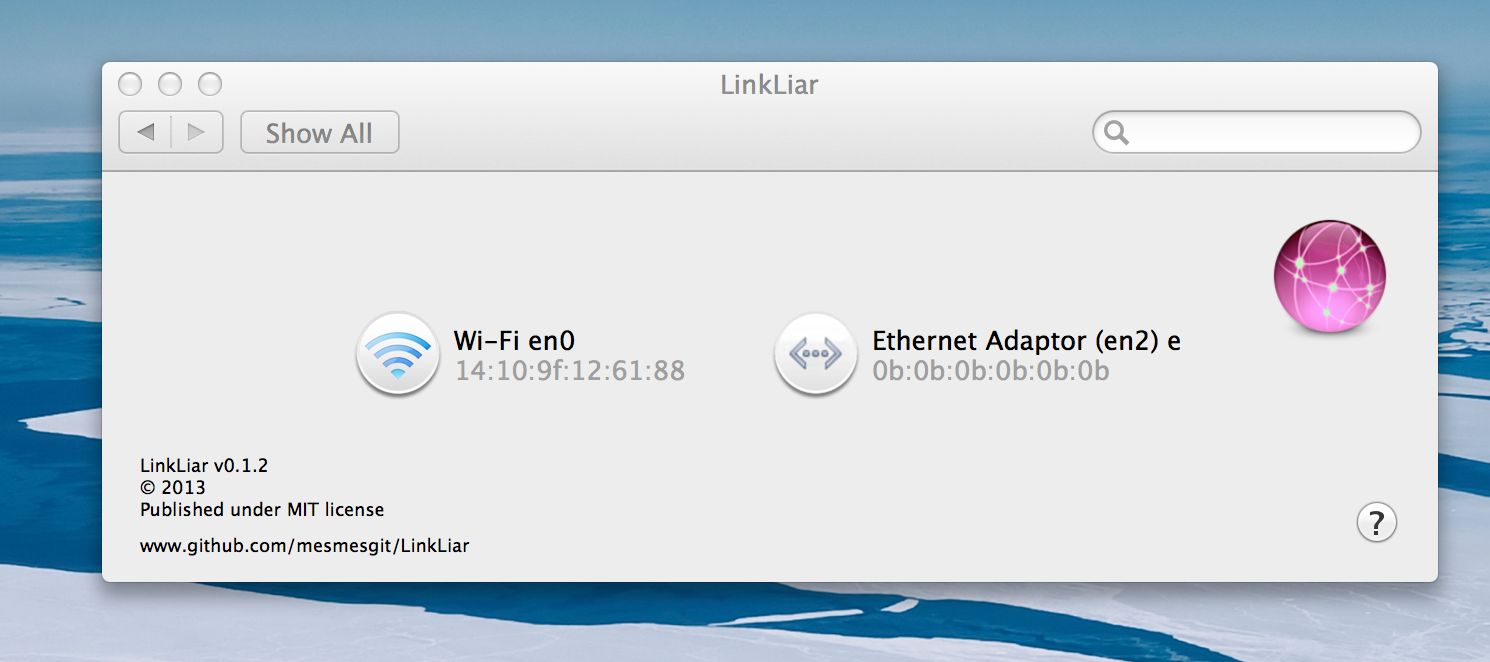 LinkLiar
Show All
Wi-Fi en0
14:10:9f:12:61:88
Ethernet Adaptor (en2) e
0b:0b:0b:0b:0b:0b
LinkLiar v0.1.2
© 2013
Published under MIT license
www.github.com/mesmesgit/LinkLiar
?